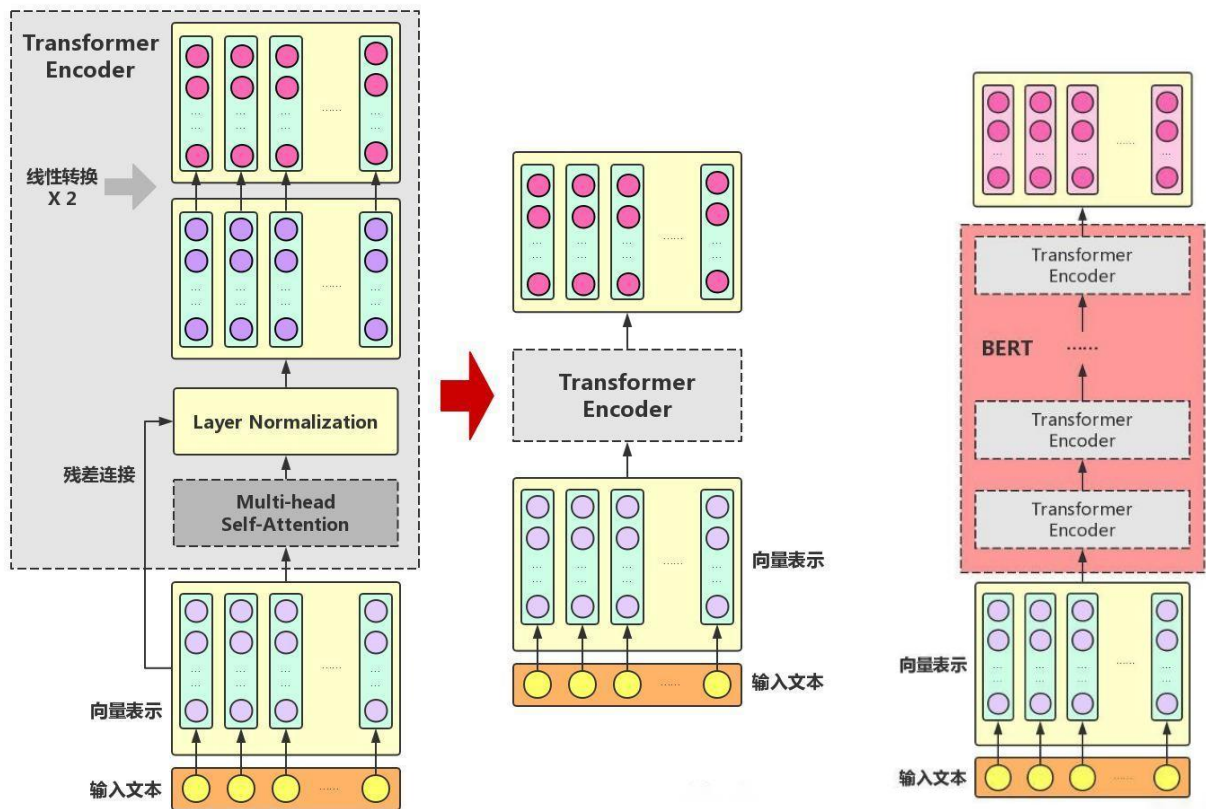 Transformer
Encoder
线性转换
X 2
Layer Normalization
残差连接
Multi-head
Self-Attention
向量表示
输入文本
Transformer
Encoder
向量表示
输入文本
Transformer
Encoder
BERT ……
Transformer
Encoder
Transformer
Encoder
向量表示
输入文本